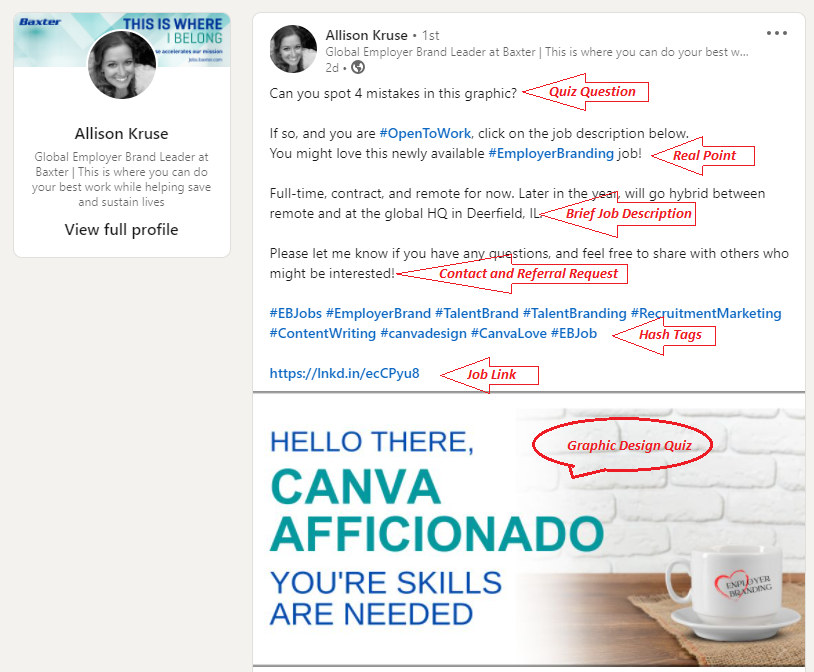 Baxter
THIS IS WHERE
I BELONG
accelerates our mission
jobs.baxter.com
Allison Kruse
Global Employer Brand Leader at
Baxter | This is where you can do
your best work while helping save
and sustain lives
View full profile
Allison Kruse • 1st
Global Employer Brand Leader at Baxter | This is where you can do your best w...
2d •
Can you spot 4 mistakes in this graphic?
Quiz Question
If so, and you are #OpenToWork, click on the job description below.
You might love this newly available #EmployerBranding job!
Real Point
Full-time, contract, and remote for now. Later in the year, will go hybrid between
remote and at the global HQ in Deerfield, IL.
Brief Job Description
Please let me know if you have any questions, and feel free to share with others who
might be interested!
Contact and Referral Request
#EBJobs #EmployerBrand #TalentBrand #TalentBranding #RecruitmentMarketing
#ContentWriting #canvadesign #CanvaLove #EBJob
Hash Tags
https://lnkd.in/ecCPyu8
Job Link
Graphic Design Quiz
HELLO THERE,
CANVA
AFFICIONADO
YOU'RE SKILLS
ARE NEEDED
EMPLOYER
BRANDING